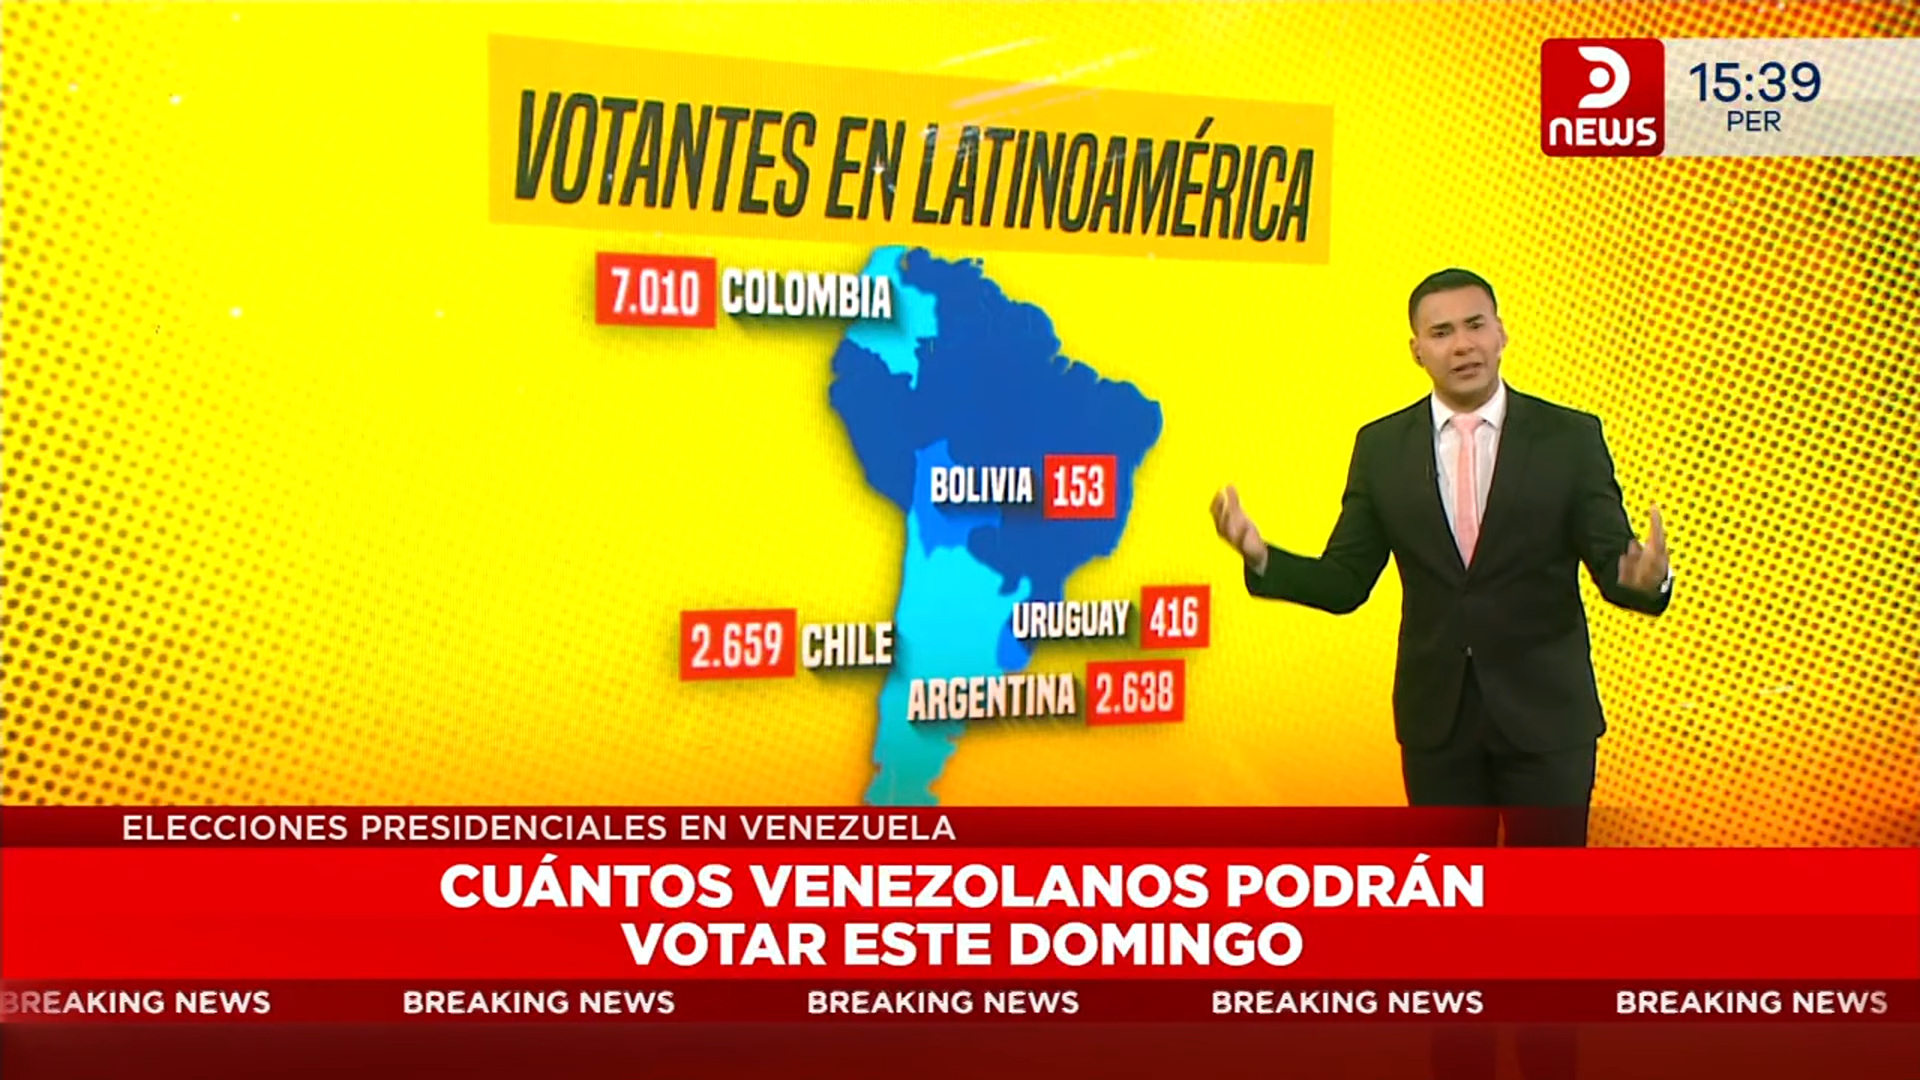 VOTANTES EN LATINOAMÉRICA
NEWS
15:39
PER
7.010 COLOMBIA
BOLIVIA 153
2.659 CHILE
URUGUAY 416
ARGENTINA 2.638
ELECCIONES PRESIDENCIALES EN VENEZUELA
CUÁNTOS VENEZOLANOS PODRÁN
VOTAR ESTE DOMINGO
BREAKING NEWS BREAKING NEWS BREAKING NEWS BREAKING NEWS BREAKING NEWS